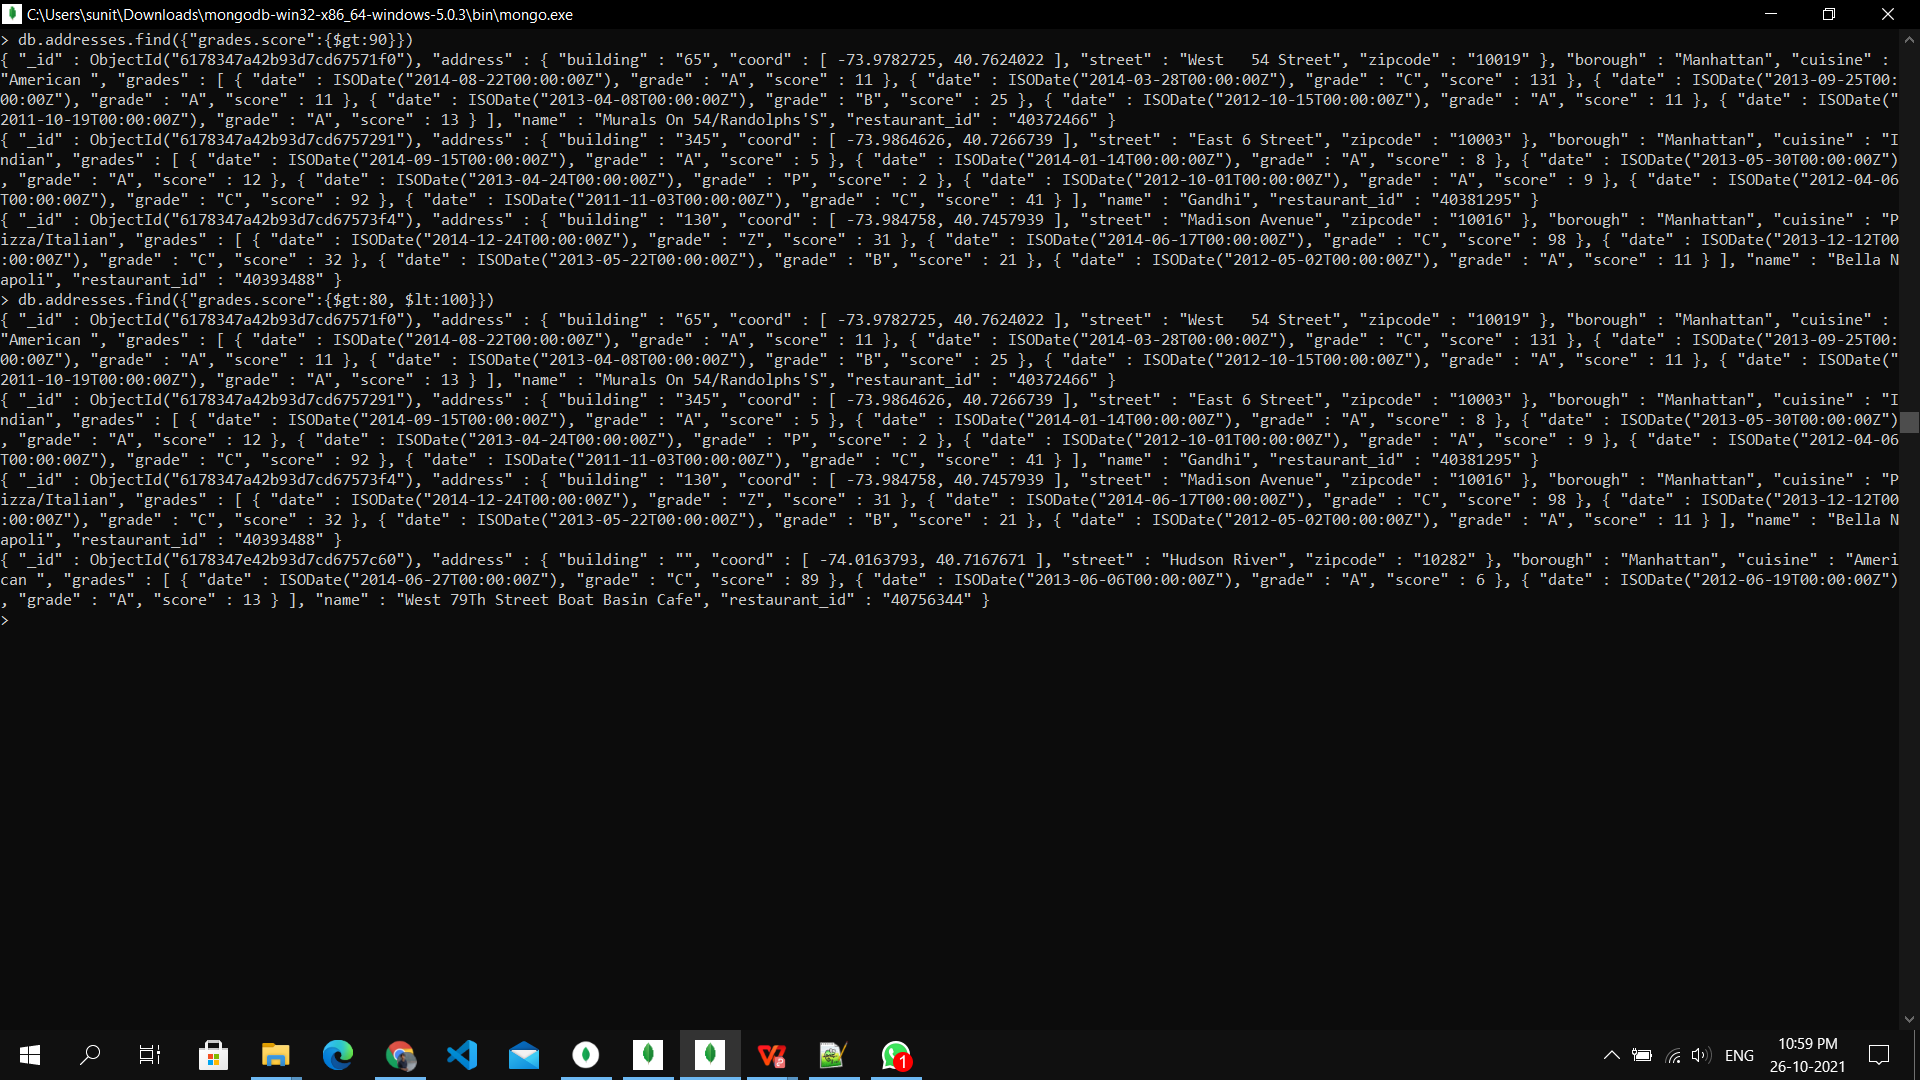 C:\Users\sunit\Downloads\mongodb-win32-x86_64-windows-5.0.3\bin\mongo.exe
> db.addresses.find({"grades.score":{$gt:90}})
{ "_id" : ObjectId("6178347a42b93d7cd67571f0"), "address" : { "building" : "65", "coord" : [ -73.9782725, 40.7624022 ], "street" : "West   54 Street", "zipcode" : "10019" }, "borough" : "Manhattan", "cuisine" :
"American ", "grades" : [ { "date" : ISODate("2014-08-22T00:00:00Z"), "grade" : "A", "score" : 11 }, { "date" : ISODate("2014-03-28T00:00:00Z"), "grade" : "C", "score" : 131 }, { "date" : ISODate("2013-09-25T00:
00:00Z"), "grade" : "A", "score" : 11 }, { "date" : ISODate("2013-04-08T00:00:00Z"), "grade" : "B", "score" : 25 }, { "date" : ISODate("2012-10-15T00:00:00Z"), "grade" : "A", "score" : 11 }, { "date" : ISODate("
2011-10-19T00:00:00Z"), "grade" : "A", "score" : 13 } ], "name" : "Murals On 54/Randolphs'S", "restaurant_id" : "40372466" }
{ "_id" : ObjectId("6178347a42b93d7cd6757291"), "address" : { "building" : "345", "coord" : [ -73.9864626, 40.7266739 ], "street" : "East 6 Street", "zipcode" : "10003" }, "borough" : "Manhattan", "cuisine" : "I
ndian", "grades" : [ { "date" : ISODate("2014-09-15T00:00:00Z"), "grade" : "A", "score" : 5 }, { "date" : ISODate("2014-01-14T00:00:00Z"), "grade" : "A", "score" : 8 }, { "date" : ISODate("2013-05-30T00:00:00Z")
, "grade" : "A", "score" : 12 }, { "date" : ISODate("2013-04-24T00:00:00Z"), "grade" : "P", "score" : 2 }, { "date" : ISODate("2012-10-01T00:00:00Z"), "grade" : "A", "score" : 9 }, { "date" : ISODate("2012-04-06
T00:00:00Z"), "grade" : "C", "score" : 92 }, { "date" : ISODate("2011-11-03T00:00:00Z"), "grade" : "C", "score" : 41 } ], "name" : "Gandhi", "restaurant_id" : "40381295" }
{ "_id" : ObjectId("6178347a42b93d7cd67573f4"), "address" : { "building" : "130", "coord" : [ -73.984758, 40.7457939 ], "street" : "Madison Avenue", "zipcode" : "10016" }, "borough" : "Manhattan", "cuisine" : "P
izza/Italian", "grades" : [ { "date" : ISODate("2014-12-24T00:00:00Z"), "grade" : "Z", "score" : 31 }, { "date" : ISODate("2014-06-17T00:00:00Z"), "grade" : "C", "score" : 98 }, { "date" : ISODate("2013-12-12T00
:00:00Z"), "grade" : "C", "score" : 32 }, { "date" : ISODate("2013-05-22T00:00:00Z"), "grade" : "B", "score" : 21 }, { "date" : ISODate("2012-05-02T00:00:00Z"), "grade" : "A", "score" : 11 } ], "name" : "Bella N
apoli", "restaurant_id" : "40393488" }
> db.addresses.find({"grades.score":{$gt:80, $lt:100}})
{ "_id" : ObjectId("6178347a42b93d7cd67571f0"), "address" : { "building" : "65", "coord" : [ -73.9782725, 40.7624022 ], "street" : "West   54 Street", "zipcode" : "10019" }, "borough" : "Manhattan", "cuisine" :
"American ", "grades" : [ { "date" : ISODate("2014-08-22T00:00:00Z"), "grade" : "A", "score" : 11 }, { "date" : ISODate("2014-03-28T00:00:00Z"), "grade" : "C", "score" : 131 }, { "date" : ISODate("2013-09-25T00:
00:00Z"), "grade" : "A", "score" : 11 }, { "date" : ISODate("2013-04-08T00:00:00Z"), "grade" : "B", "score" : 25 }, { "date" : ISODate("2012-10-15T00:00:00Z"), "grade" : "A", "score" : 11 }, { "date" : ISODate("
2011-10-19T00:00:00Z"), "grade" : "A", "score" : 13 } ], "name" : "Murals On 54/Randolphs'S", "restaurant_id" : "40372466" }
{ "_id" : ObjectId("6178347a42b93d7cd6757291"), "address" : { "building" : "345", "coord" : [ -73.9864626, 40.7266739 ], "street" : "East 6 Street", "zipcode" : "10003" }, "borough" : "Manhattan", "cuisine" : "I
ndian", "grades" : [ { "date" : ISODate("2014-09-15T00:00:00Z"), "grade" : "A", "score" : 5 }, { "date" : ISODate("2014-01-14T00:00:00Z"), "grade" : "A", "score" : 8 }, { "date" : ISODate("2013-05-30T00:00:00Z")
, "grade" : "A", "score" : 12 }, { "date" : ISODate("2013-04-24T00:00:00Z"), "grade" : "P", "score" : 2 }, { "date" : ISODate("2012-10-01T00:00:00Z"), "grade" : "A", "score" : 9 }, { "date" : ISODate("2012-04-06
T00:00:00Z"), "grade" : "C", "score" : 92 }, { "date" : ISODate("2011-11-03T00:00:00Z"), "grade" : "C", "score" : 41 } ], "name" : "Gandhi", "restaurant_id" : "40381295" }
{ "_id" : ObjectId("6178347a42b93d7cd67573f4"), "address" : { "building" : "130", "coord" : [ -73.984758, 40.7457939 ], "street" : "Madison Avenue", "zipcode" : "10016" }, "borough" : "Manhattan", "cuisine" : "P
izza/Italian", "grades" : [ { "date" : ISODate("2014-12-24T00:00:00Z"), "grade" : "Z", "score" : 31 }, { "date" : ISODate("2014-06-17T00:00:00Z"), "grade" : "C", "score" : 98 }, { "date" : ISODate("2013-12-12T00
:00:00Z"), "grade" : "C", "score" : 32 }, { "date" : ISODate("2013-05-22T00:00:00Z"), "grade" : "B", "score" : 21 }, { "date" : ISODate("2012-05-02T00:00:00Z"), "grade" : "A", "score" : 11 } ], "name" : "Bella N
apoli", "restaurant_id" : "40393488" }
{ "_id" : ObjectId("6178347e42b93d7cd6757c60"), "address" : { "building" : "", "coord" : [ -74.0163793, 40.7167671 ], "street" : "Hudson River", "zipcode" : "10282" }, "borough" : "Manhattan", "cuisine" : "Ameri
can ", "grades" : [ { "date" : ISODate("2014-06-27T00:00:00Z"), "grade" : "C", "score" : 89 }, { "date" : ISODate("2013-06-06T00:00:00Z"), "grade" : "A", "score" : 6 }, { "date" : ISODate("2012-06-19T00:00:00Z")
, "grade" : "A", "score" : 13 } ], "name" : "West 79Th Street Boat Basin Cafe", "restaurant_id" : "40756344" }
>
1
ENG
10:59 PM
26-10-2021